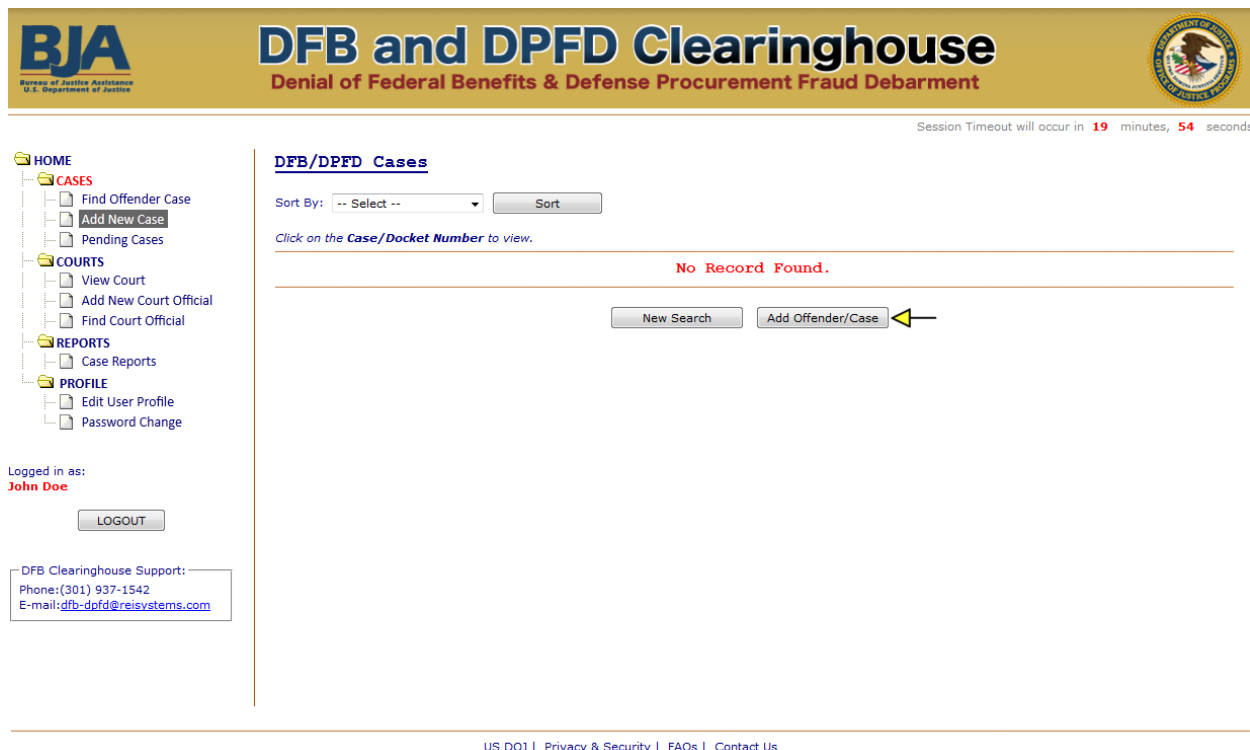 BJA
Bureau of Justice Assistance
U.S. Department of Justice
DFB and DPFD Clearinghouse
Denial of Federal Benefits & Defense Procurement Fraud Debarment
Session Timeout will occur in 19 minutes, 54 seconds
HOME
CASES
Find Offender Case
Add New Case
Pending Cases
COURTS
View Court
Add New Court Official
Find Court Official
REPORTS
Case Reports
PROFILE
Edit User Profile
Password Change
Logged in as:
John Doe
LOGOUT
DFB Clearinghouse Support:
Phone:(301) 937-1542
E-mail:dfb-dpfd@reisystems.com
DFB/DPFD Cases
Sort By: -- Select -- Sort
Click on the Case/Docket Number to view.
No Record Found.
New Search Add Offender/Case
US DOJ | Privacy & Security | FAQs | Contact Us